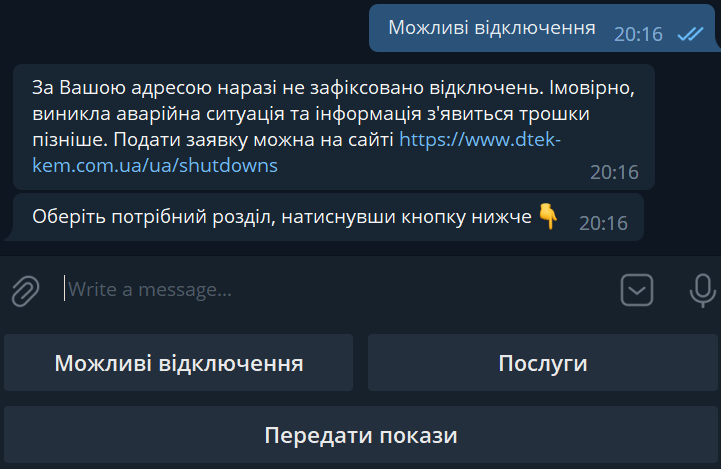 Можливі відключення 20:16
За Вашою адресою наразі не зафіксовано відключень. Імовірно,
виникла аварійна ситуація та інформація з'явиться трошки
пізніше. Подати заявку можна на сайті https://www.dtek-
kem.com.ua/ua/shutdowns
20:16
Оберіть потрібний розділ, натиснувши кнопку нижче👇 20:16
Write a message...
Можливі відключення
Послуги
Передати покази